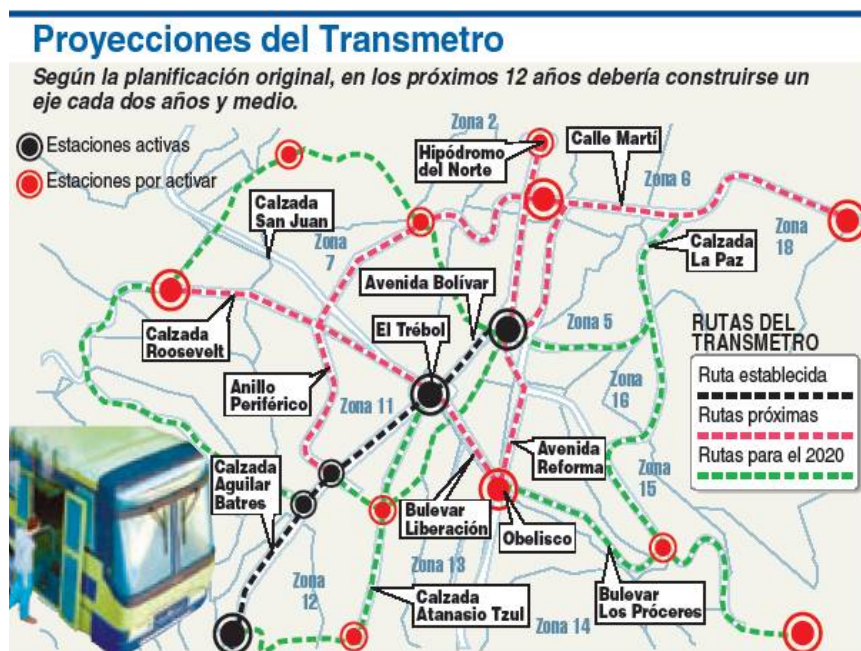 Proyecciones del Transmetro
Según la planificación original, en los próximos 12 años debería construirse un
eje cada dos años y medio.
Estaciones activas
Estaciones por activar
Zona 2
Hipódromo
del Norte
Calle Martí
Zona 6
Calzada
San Juan
Zona
7
Calzada
La Paz
Zona
18
Avenida Bolívar
Calzada
Roosevelt
El Trébol
Zona 5
Anillo
Periférico
Zona 11
Zona
16
RUTAS DEL
TRANSMETRO
Ruta establecida
Rutas próximas
Rutas para el 2020
Calzada
Aguilar
Batres
Bulevar
Liberación
Avenida
Reforma
Zona
15
Obelisco
Zona
12
Zona 13
Calzada
Atanasio Tzul
Zona 14
Bulevar
Los Próceres